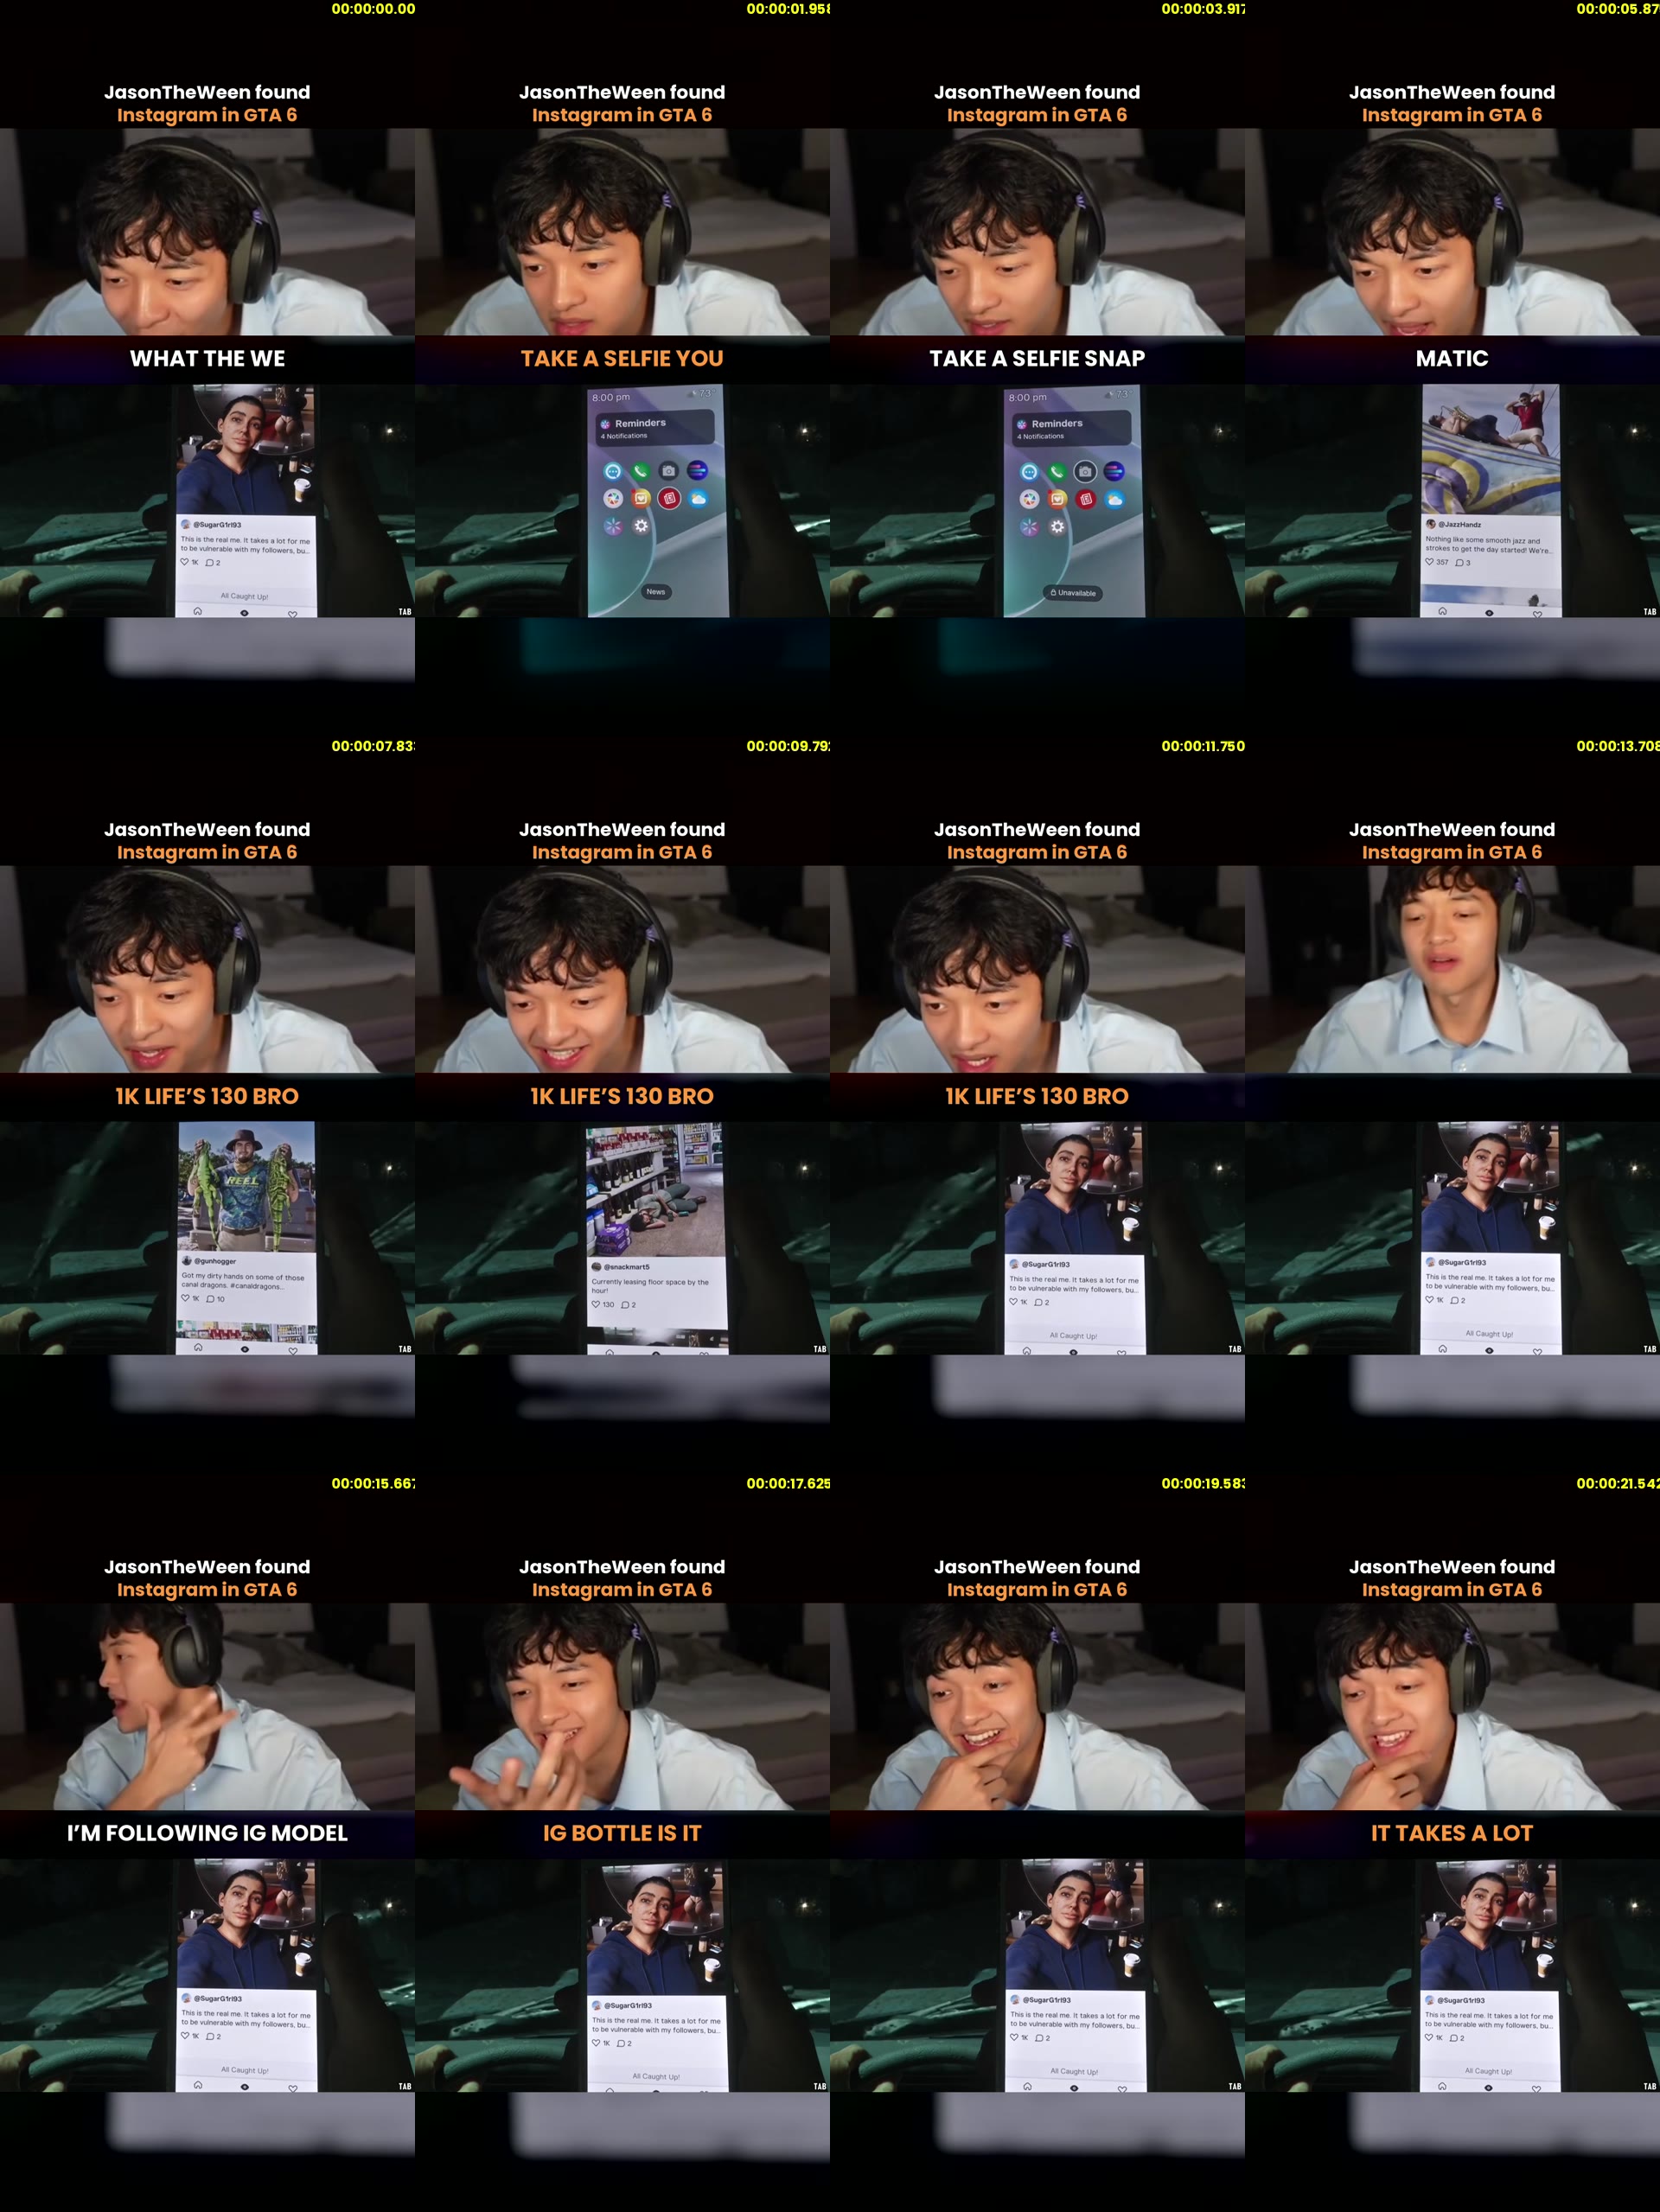 00:00:00.00
JasonTheWeen found
Instagram in GTA 6
WHAT THE WE
@SugarG1rl93
This is the real me. It takes a lot for me
to be vulnerable with my followers, bu...
1K 2
All Caught Up!
TAB
00:00:01.958
JasonTheWeen found
Instagram in GTA 6
TAKE A SELFIE YOU
8:00 pm 73
Reminders
4 Notifications
News
00:00:03.917
JasonTheWeen found
Instagram in GTA 6
TAKE A SELFIE SNAP
8:00 pm 73
Reminders
4 Notifications
Unavailable
00:00:05.87
JasonTheWeen found
Instagram in GTA 6
MATIC
@JazzHandz
Nothing like some smooth jazz and
strokes to get the day started! We're...
357 3
TAB
00:00:07.83
JasonTheWeen found
Instagram in GTA 6
1K LIFE'S 130 BRO
REEL
@gunhogger
Got my dirty hands on some of those
canal dragons. #canaldragons...
1K 10
TAB
00:00:09.79
JasonTheWeen found
Instagram in GTA 6
1K LIFE'S 130 BRO
@snackmart5
Currently leasing floor space by the
hour!
130 2
TAB
00:00:11.750
JasonTheWeen found
Instagram in GTA 6
1K LIFE'S 130 BRO
@SugarG1rl93
This is the real me. It takes a lot for me
to be vulnerable with my followers, bu...
1K 2
All Caught Up!
TAB
00:00:13.708
JasonTheWeen found
Instagram in GTA 6
@SugarG1rl93
This is the real me. It takes a lot for me
to be vulnerable with my followers, bu...
1K 2
All Caught Up!
TAB
00:00:15.667
JasonTheWeen found
Instagram in GTA 6
I'M FOLLOWING IG MODEL
@SugarG1rl93
This is the real me. It takes a lot for me
to be vulnerable with my followers, bu...
1K 2
All Caught Up!
TAB
00:00:17.625
JasonTheWeen found
Instagram in GTA 6
IG BOTTLE IS IT
@SugarG1rl93
This is the real me. It takes a lot for me
to be vulnerable with my followers, bu...
1K 2
All Caught Up!
TAB
00:00:19.583
JasonTheWeen found
Instagram in GTA 6
@SugarG1rl93
This is the real me. It takes a lot for me
to be vulnerable with my followers, bu...
1K 2
All Caught Up!
TAB
00:00:21.542
JasonTheWeen found
Instagram in GTA 6
IT TAKES A LOT
@SugarG1rl93
This is the real me. It takes a lot for me
to be vulnerable with my followers, bu...
1K 2
All Caught Up!
TAB